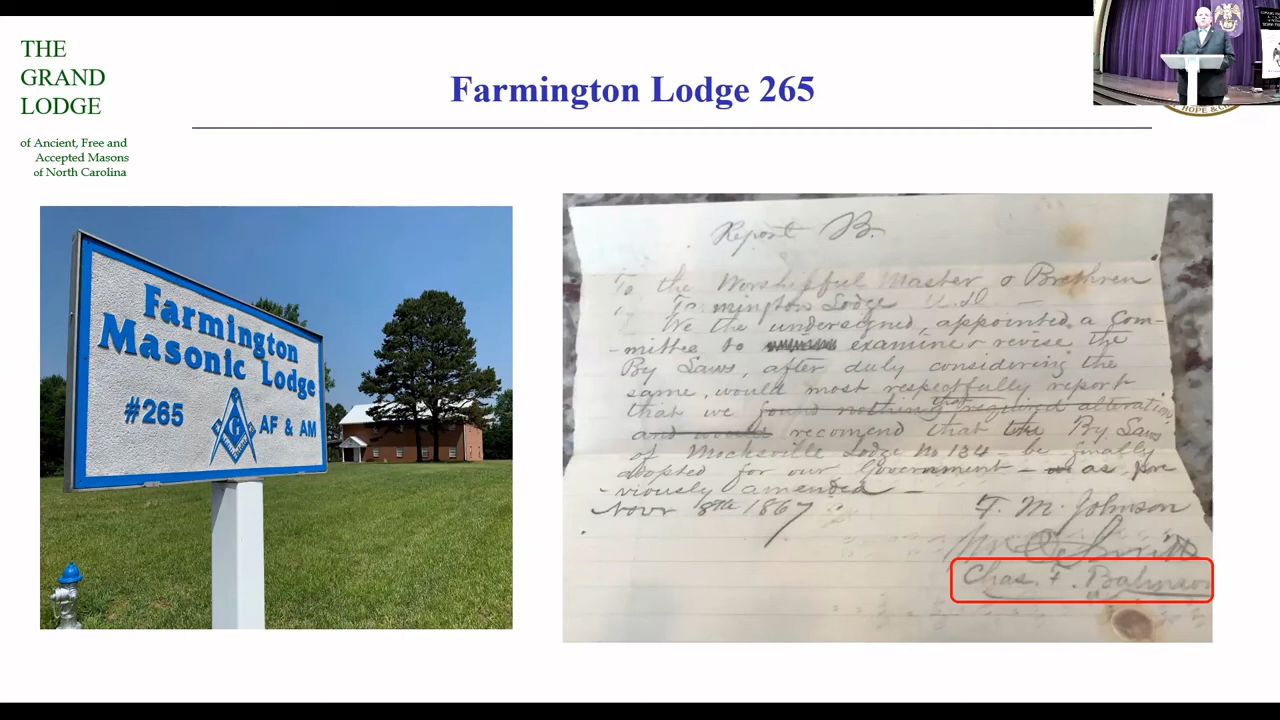 THE
GRAND
LODGE
of Ancient, Free and
Accepted Masons
of North Carolina
Farmington Lodge 265
HOPE &
Farmington
Masonic Lodge
#265
G
AF & AM
Report B.
To the Worshipful Master & Brethren
Farmington Lodge U.D.
We the undersigned, appointed a Com-
-mittee to examine & revise the
By Laws, after duly considering the
same, would most respectfully report
that we found nothing that required alteration
and would recomend that the By Laws
of Mocksville Lodge No 134 - be finally
adopted for our Government - as pre
-viously amended -
Novr 8th 1867
F. M. Johnson
Chas. F. Bahnson